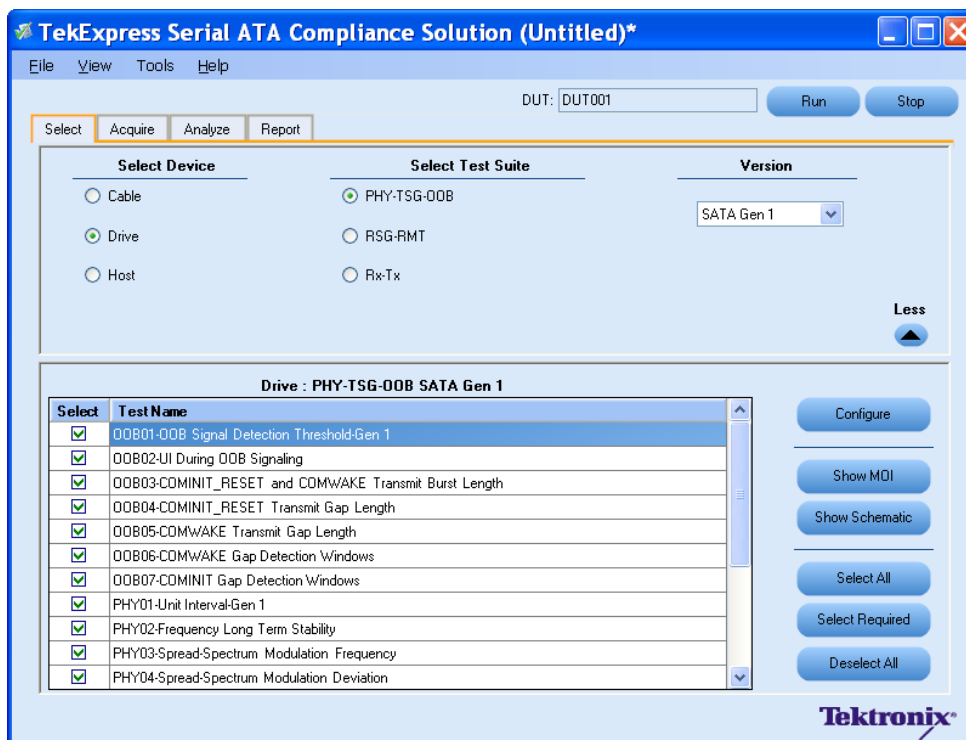 TekExpress Serial ATA Compliance Solution (Untitled)*
File View Tools Help
DUT: DUT001 Run Stop
Select Acquire Analyze Report
Select Device Select Test Suite Version
Cable PHY-TSG-OOB SATA Gen 1
Drive RSG-RMT
Host Rx-Tx
Less
Drive : PHY-TSG-OOB SATA Gen 1
Select Test Name
OOB01-OOB Signal Detection Threshold-Gen 1
OOB02-UI During OOB Signaling
OOB03-COMINIT_RESET and COMWAKE Transmit Burst Length
OOB04-COMINIT_RESET Transmit Gap Length
OOB05-COMWAKE Transmit Gap Length
OOB06-COMWAKE Gap Detection Windows
OOB07-COMINIT Gap Detection Windows
PHY01-Unit Interval-Gen 1
PHY02-Frequency Long Term Stability
PHY03-Spread-Spectrum Modulation Frequency
PHY04-Spread-Spectrum Modulation Deviation
Configure
Show MOI
Show Schematic
Select All
Select Required
Deselect All
Tektronix®